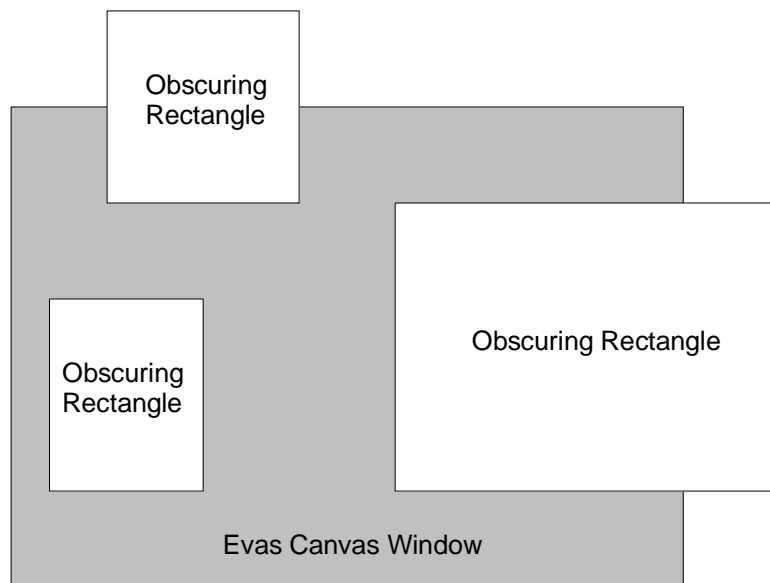 Obscuring
Rectangle
Obscuring Rectangle
Obscuring
Rectangle
Evas Canvas Window